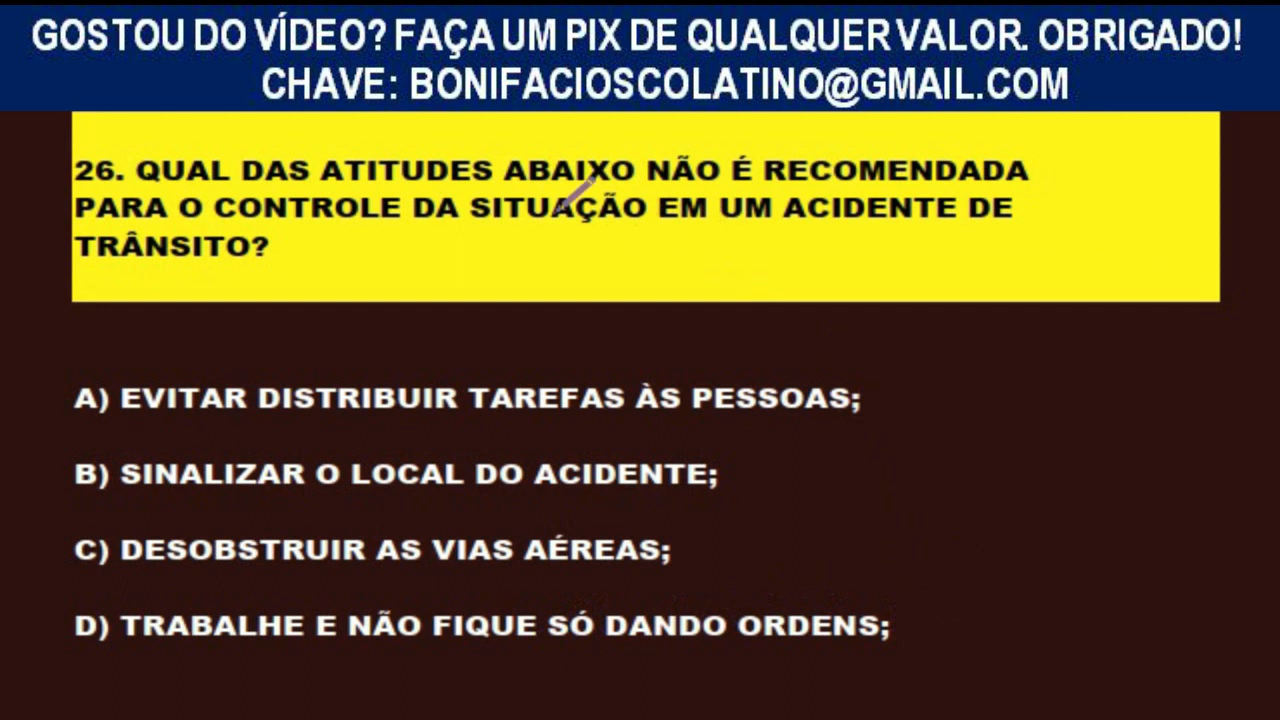 GOSTOU DO VÍDEO? FAÇA UM PIX DE QUALQUER VALOR. OBRIGADO!
CHAVE: BONIFACIOSCOLATINO@GMAIL.COM
26. QUAL DAS ATITUDES ABAIXO NÃO É RECOMENDADA
PARA O CONTROLE DA SITUAÇÃO EM UM ACIDENTE DE
TRÂNSITO?
A) EVITAR DISTRIBUIR TAREFAS ÀS PESSOAS;
B) SINALIZAR O LOCAL DO ACIDENTE;
C) DESOBSTRUIR AS VIAS AÉREAS;
D) TRABALHE E NÃO FIQUE SÓ DANDO ORDENS;